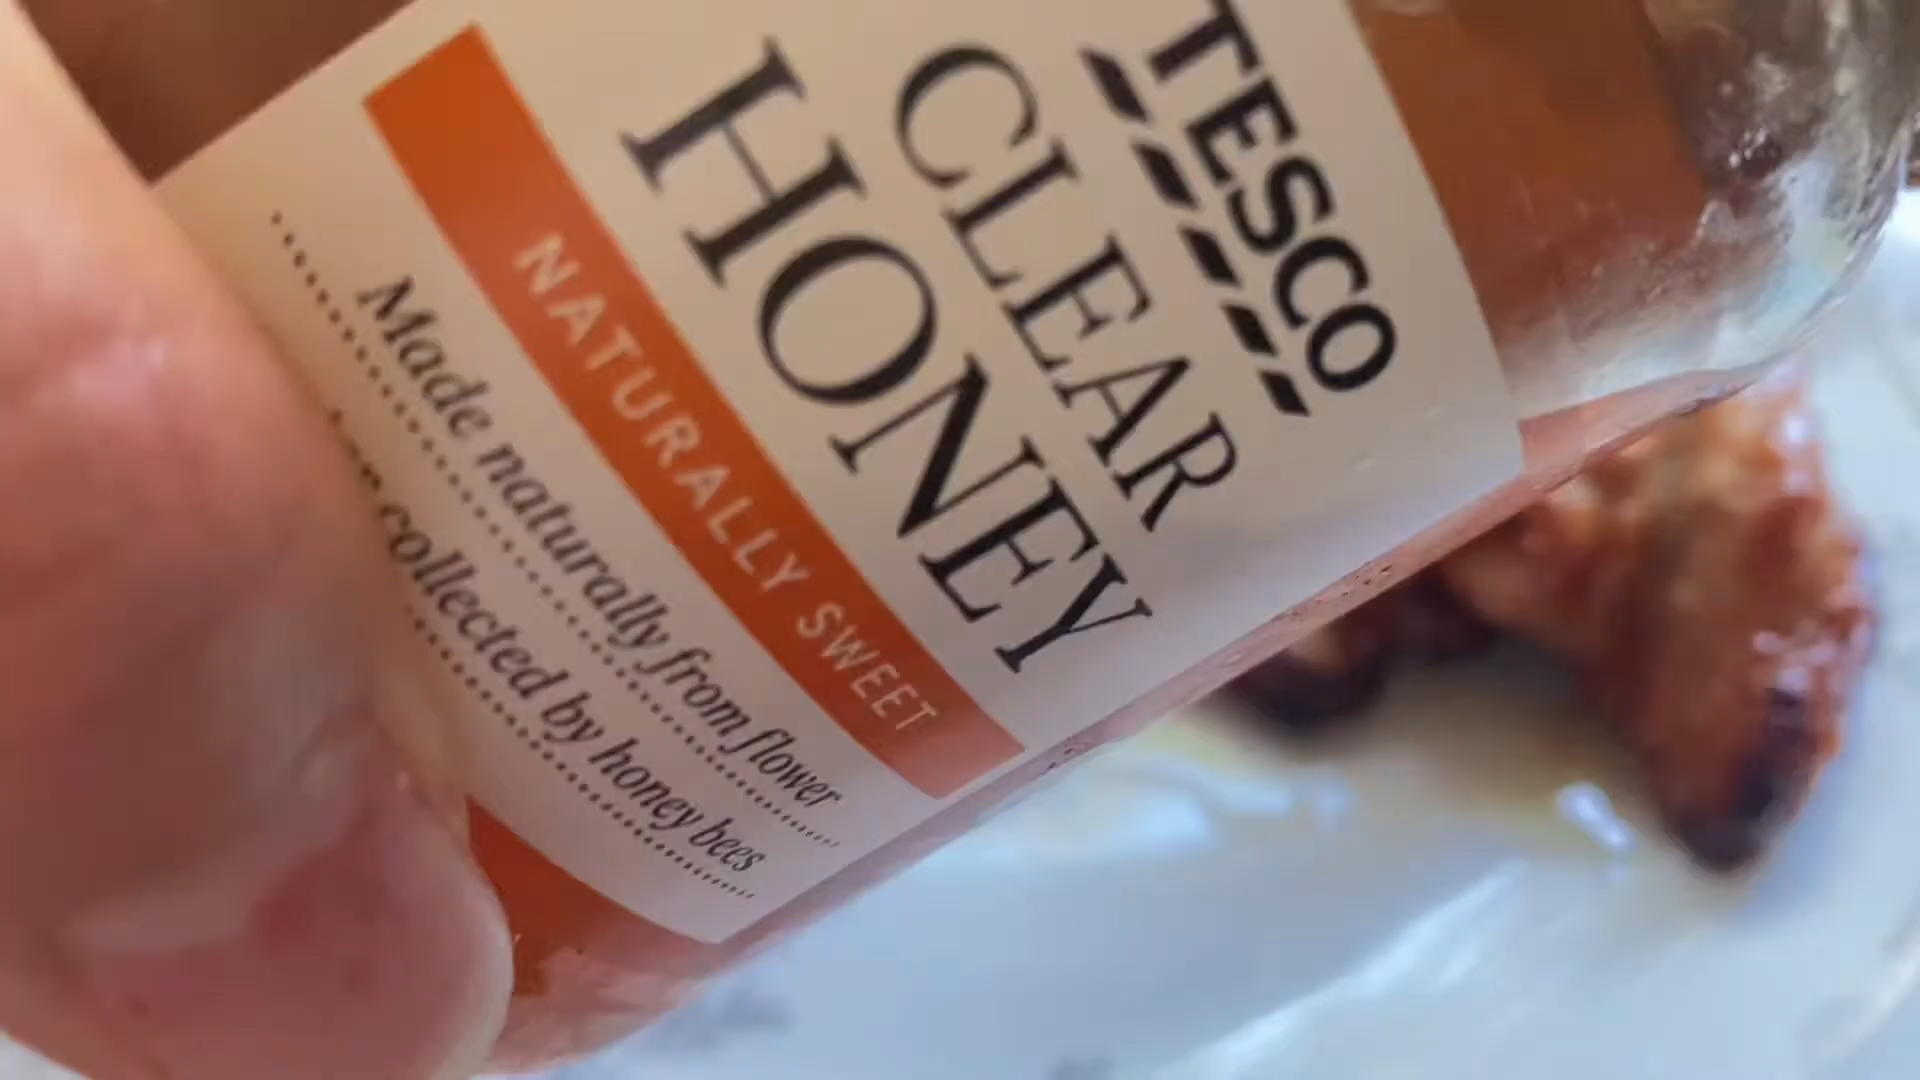 TESCO
CLEAR
HONEY
NATURALLY SWEET
Made naturally from flower
collected by honey bees